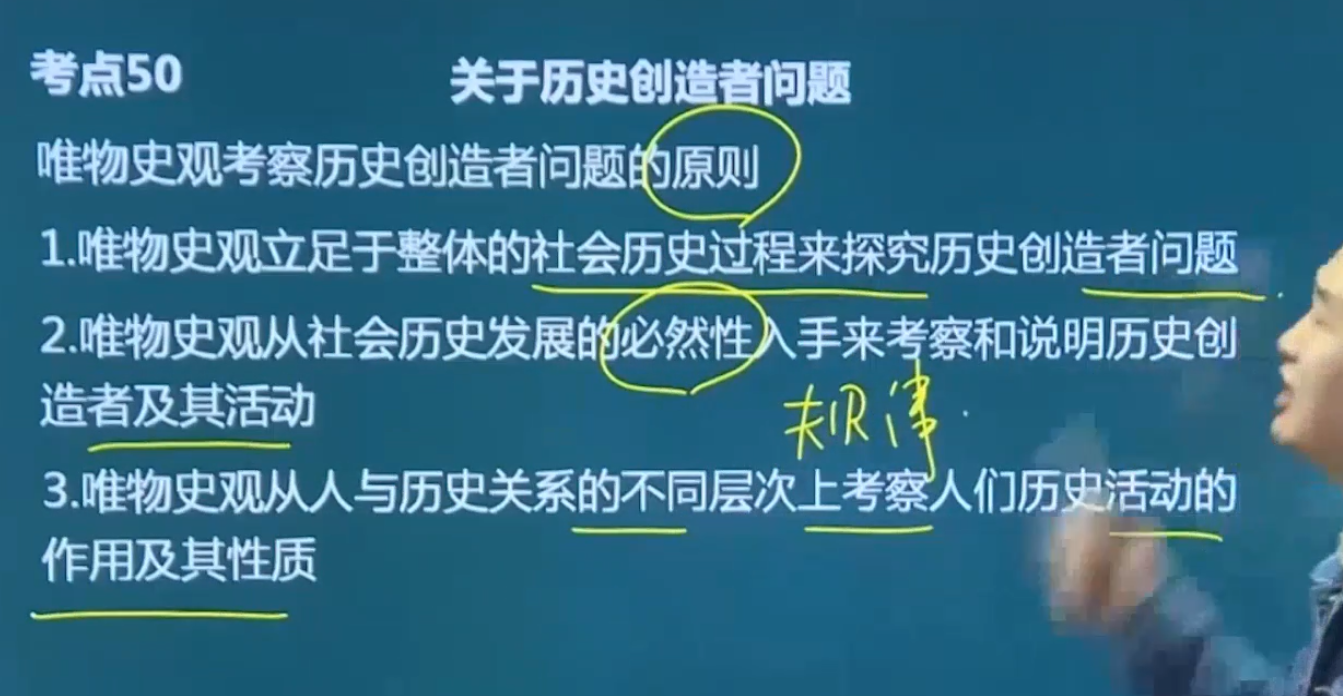 考点50
关于历史创造者问题
唯物史观考察历史创造者问题的原则
1.唯物史观立足于整体的社会历史过程来探究历史创造者问题
2.唯物史观从社会历史发展的必然性入手来考察和说明历史创
造者及其活动
规律
3.唯物史观从人与历史关系的不同层次上考察人们历史活动的
作用及其性质